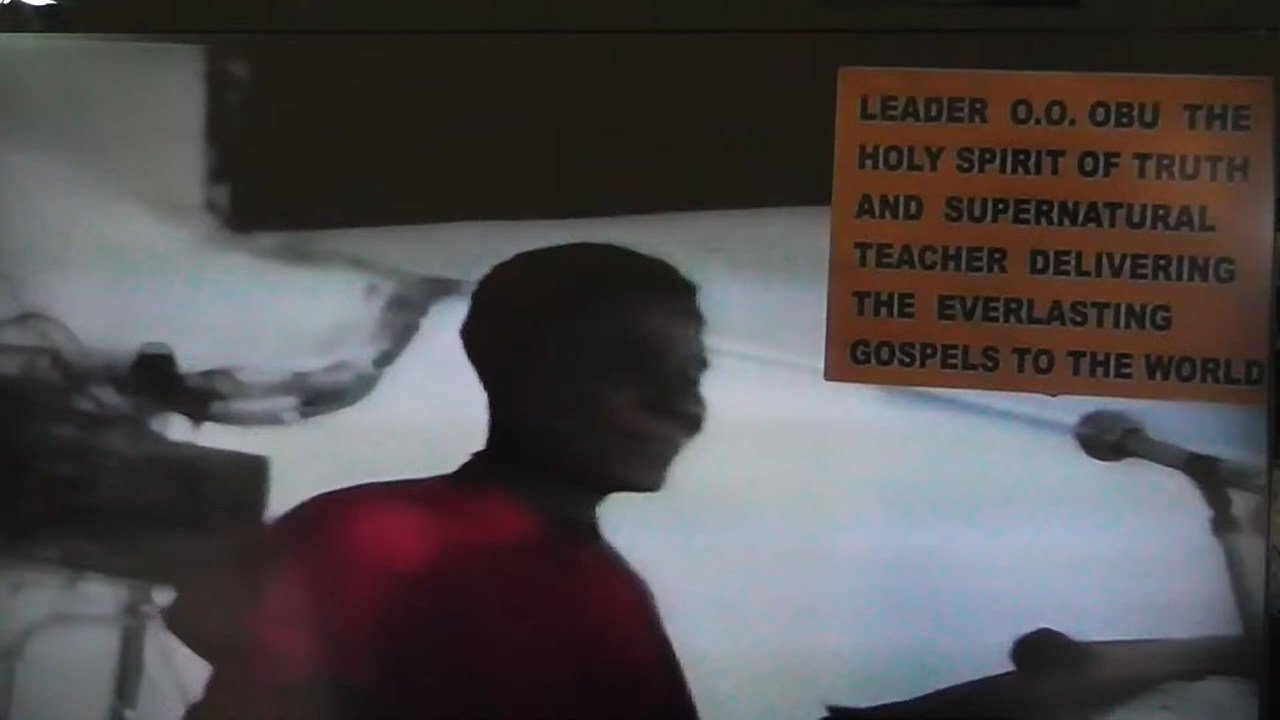 LEADER O.O. OBU THE
HOLY SPIRIT OF TRUTH
AND SUPERNATURAL
TEACHER DELIVERING
THE EVERLASTING
GOSPELS TO THE WORLD